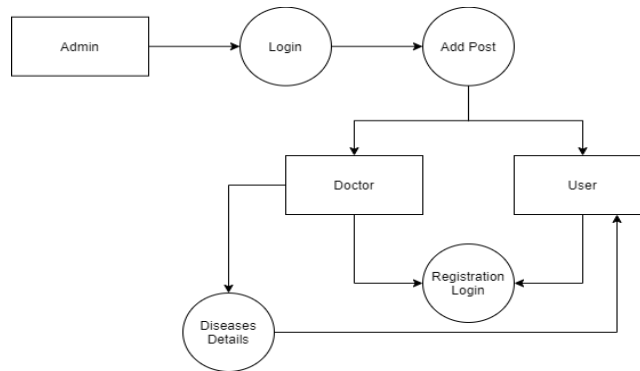 Admin
Login
Add Post
Doctor
User
Registration
Login
Diseases
Details